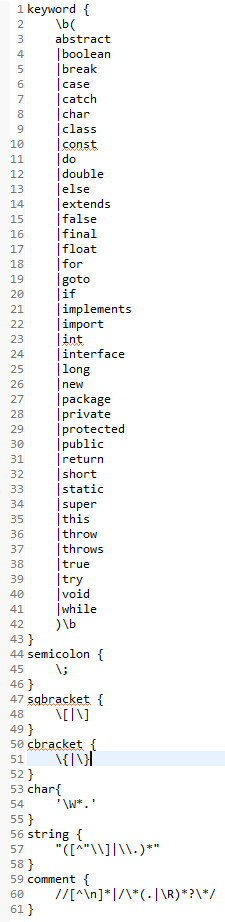 1 keyword {
2 \b(
3 abstract
4 |boolean
5 |break
6 |case
7 |catch
8 |char
9 |class
10 |const
11 |do
12 |double
13 |else
14 |extends
15 |false
16 |final
17 |float
18 |for
19 |goto
20 |if
21 |implements
22 |import
23 |int
24 |interface
25 |long
26 |new
27 |package
28 |private
29 |protected
30 |public
31 |return
32 |short
33 |static
34 |super
35 |this
36 |throw
37 |throws
38 |true
39 |try
40 |void
41 |while
42 )\b
43 }
44 semicolon {
45 \;
46 }
47 sqbracket {
48 \[|\]
49 }
50 cbracket {
51 \{|\}
52 }
53 char{
54 '\W*.'
55 }
56 string {
57 "([^"\\]|\\.)*"
58 }
59 comment {
60 //[^\n]*|/\*(.|\R)*?\*/
61 }